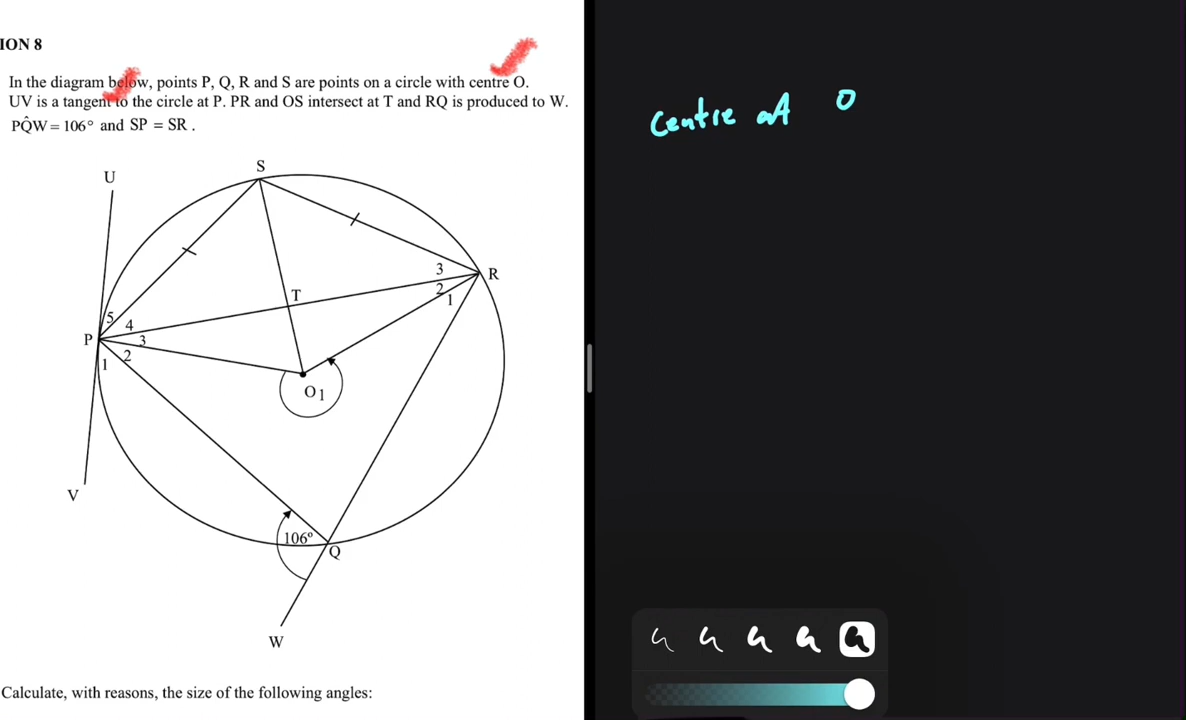 ION 8
In the diagram below, points P, Q, R and S are points on a circle with centre O.
UV is a tangent to the circle at P. PR and OS intersect at T and RQ is produced to W.
PQ̂W = 106° and SP = SR .
centre at O
S
U
3
R
2
1
T
5
4
P
3
2
1
O 1
V
106°
Q
W
Calculate, with reasons, the size of the following angles: